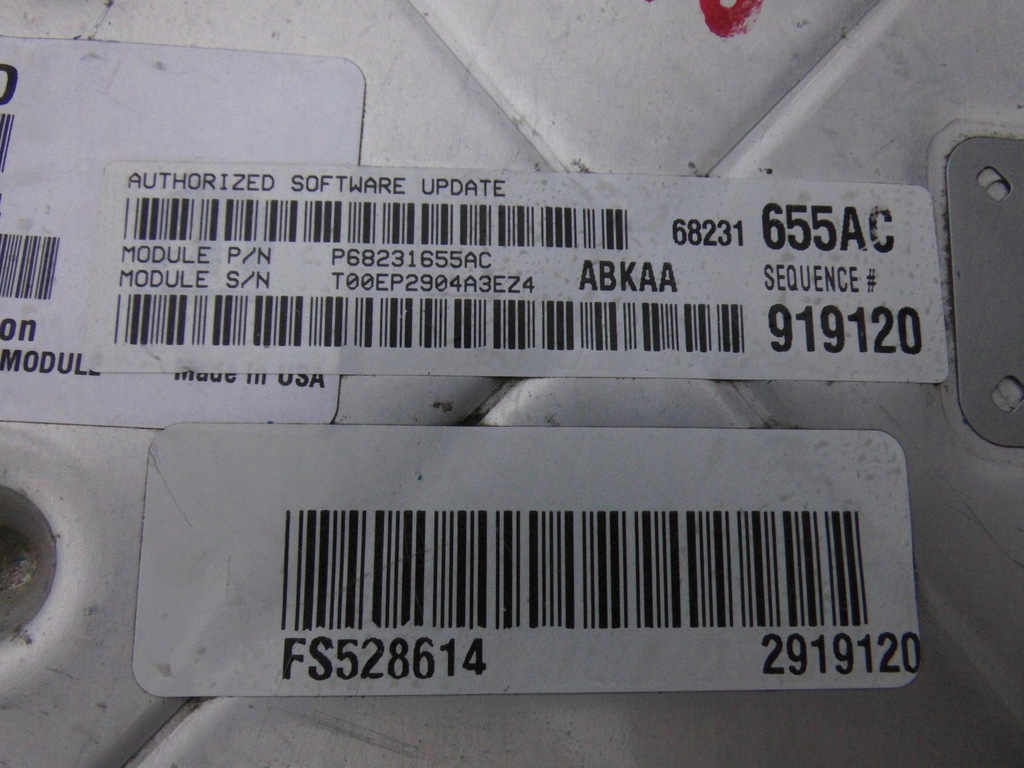 AUTHORIZED SOFTWARE UPDATE
68231 655AC
MODULE P/N P68231655AC
MODULE S/N T00EP2904A3EZ4 ABKAA
SEQUENCE #
919120
on
MODULE
Made in USA
FS528614 2919120